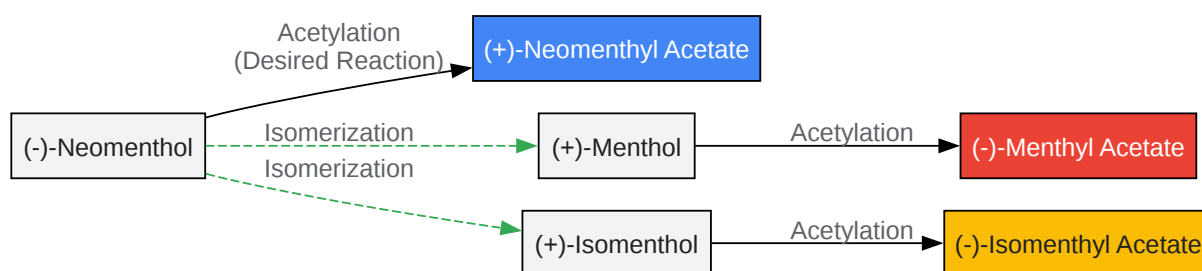 Acetylation
(Desired Reaction)
(+)-Neomenthyl Acetate
(-)-Neomenthol
Isomerization
(+)-Menthol
Acetylation
(-)-Menthyl Acetate
Isomerization
(+)-Isomenthol
Acetylation
(-)-Isomenthyl Acetate